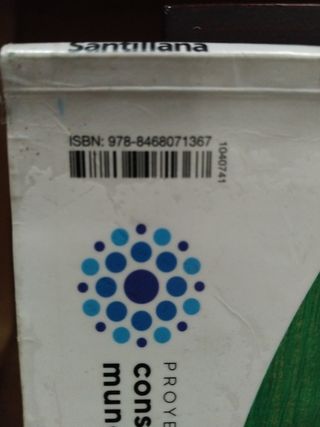 Santillana
ISBN: 978-8468071367
1040741
PROYE
cons
mun